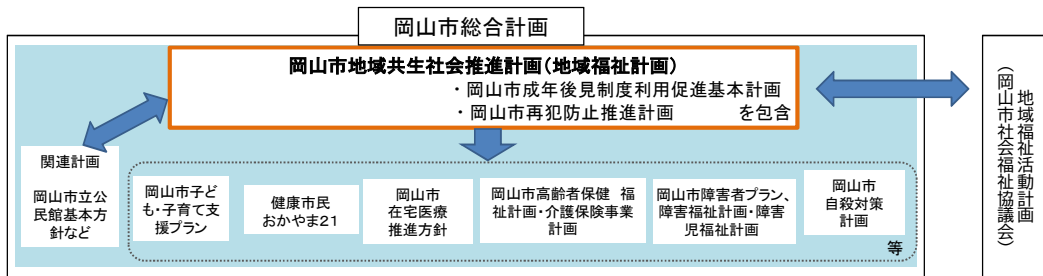 岡山市総合計画
岡山市地域共生社会推進計画（地域福祉計画）
・岡山市成年後見制度利用促進基本計画
・岡山市再犯防止推進計画　　　を包含
関連計画
岡山市立公
民館基本方
針など
岡山市子ど
も・子育て支
援プラン
健康市民
おかやま21
岡山市
在宅医療
推進方針
岡山市高齢者保健　福
祉計画・介護保険事業
計画
岡山市障害者プラン、
障害福祉計画・障害
児福祉計画
岡山市
自殺対策
計画
等
地域福祉活動計画
（岡山市社会福祉協議会）